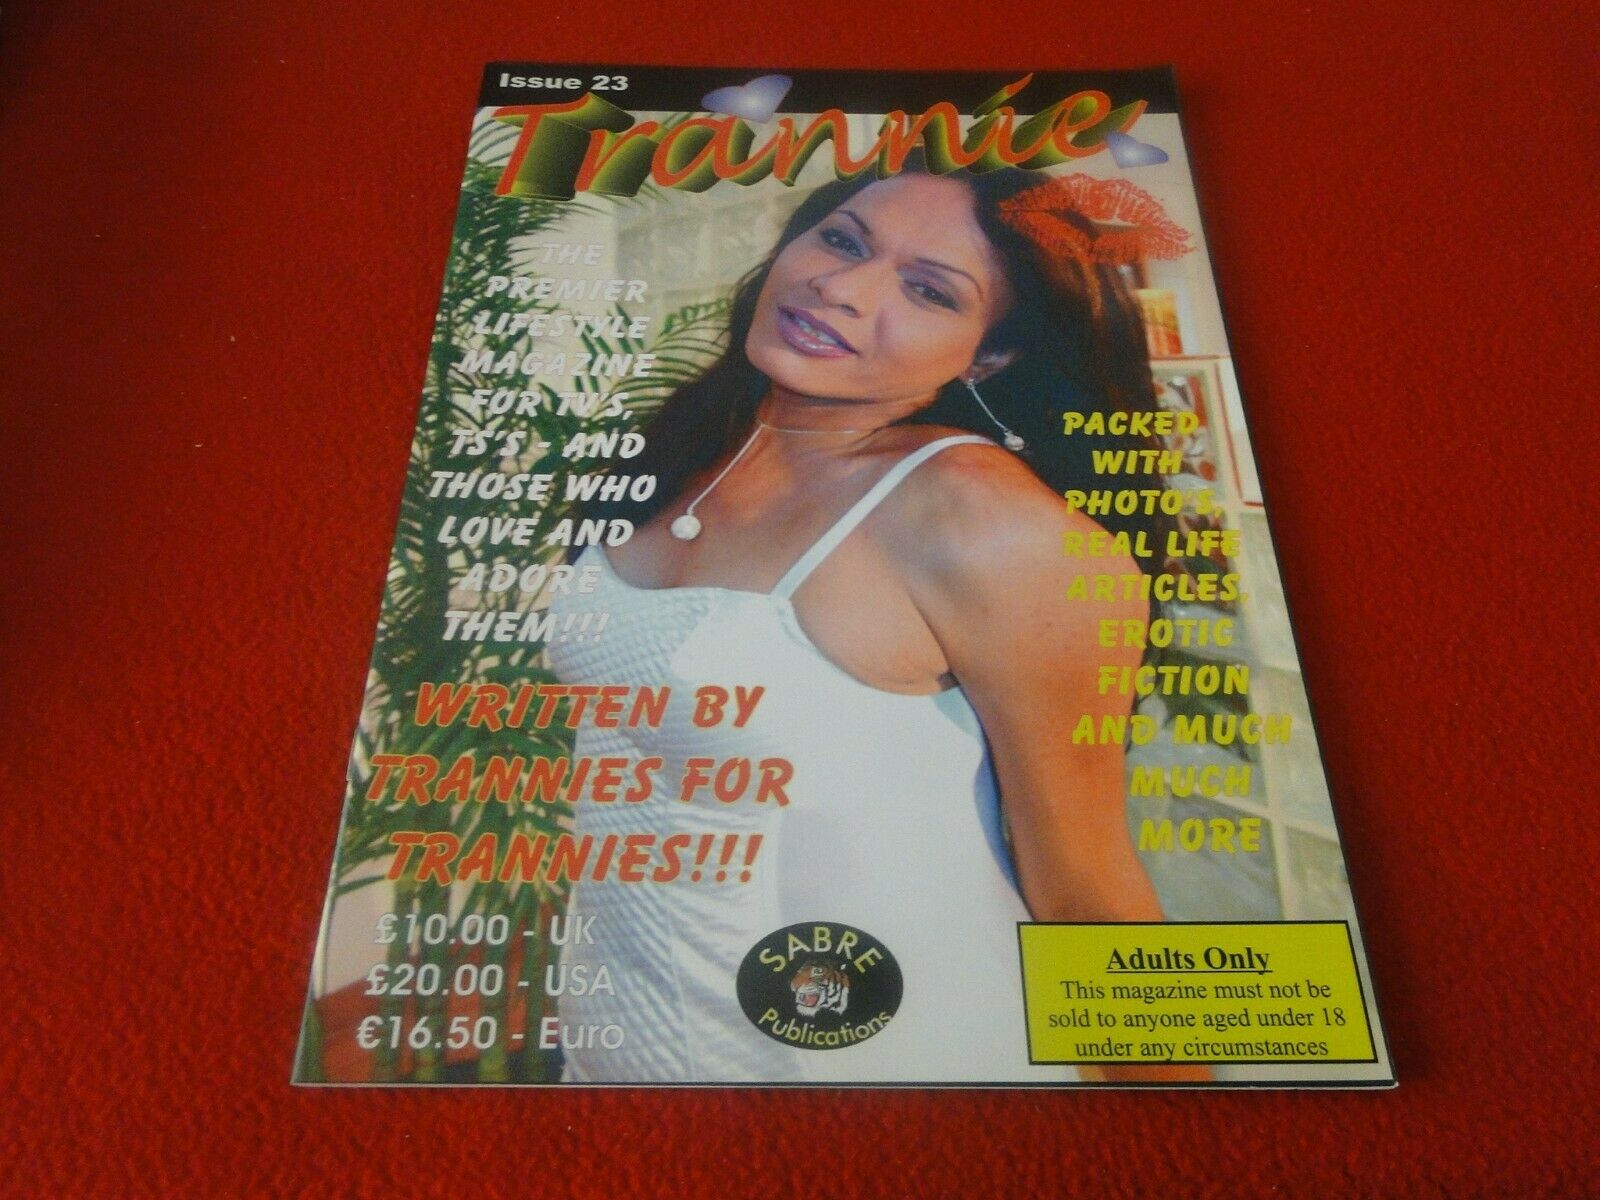 Issue 23
Trannie
THE
PREMIER
LIFESTYLE
MAGAZINE
FOR TV'S,
TS'S - AND
THOSE WHO
LOVE AND
ADORE
THEM!!!
PACKED
WITH
PHOTO'S,
REAL LIFE
ARTICLES,
EROTIC
FICTION
AND MUCH
MUCH
MORE
WRITTEN BY
TRANNIES FOR
TRANNIES!!!
£10.00 - UK
£20.00 - USA
€16.50 - Euro
SABRE
Publications
Adults Only
This magazine must not be
sold to anyone aged under 18
under any circumstances